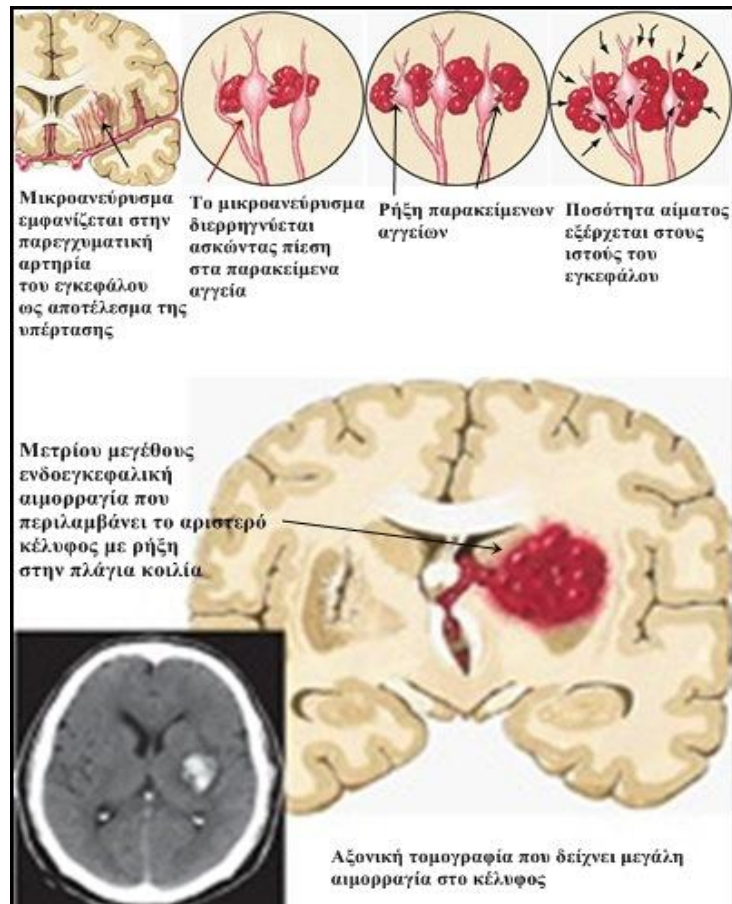 Μικροανεύρυσμα
εμφανίζεται στην
παρεγχυματική
αρτηρία
του εγκεφάλου
ως αποτέλεσμα της
υπέρτασης
Το μικροανεύρυσμα
διερρηγνύεται
ασκώντας πίεση
στα παρακείμενα
αγγεία
Ρήξη παρακείμενων
αγγείων
Ποσότητα αίματος
εξέρχεται στους
ιστούς του
εγκεφάλου
Μετρίου μεγέθους
ενδοεγκεφαλική
αιμορραγία που
περιλαμβάνει το αριστερό
κέλυφος με ρήξη
στην πλάγια κοιλία
Αξονική τομογραφία που δείχνει μεγάλη
αιμορραγία στο κέλυφος